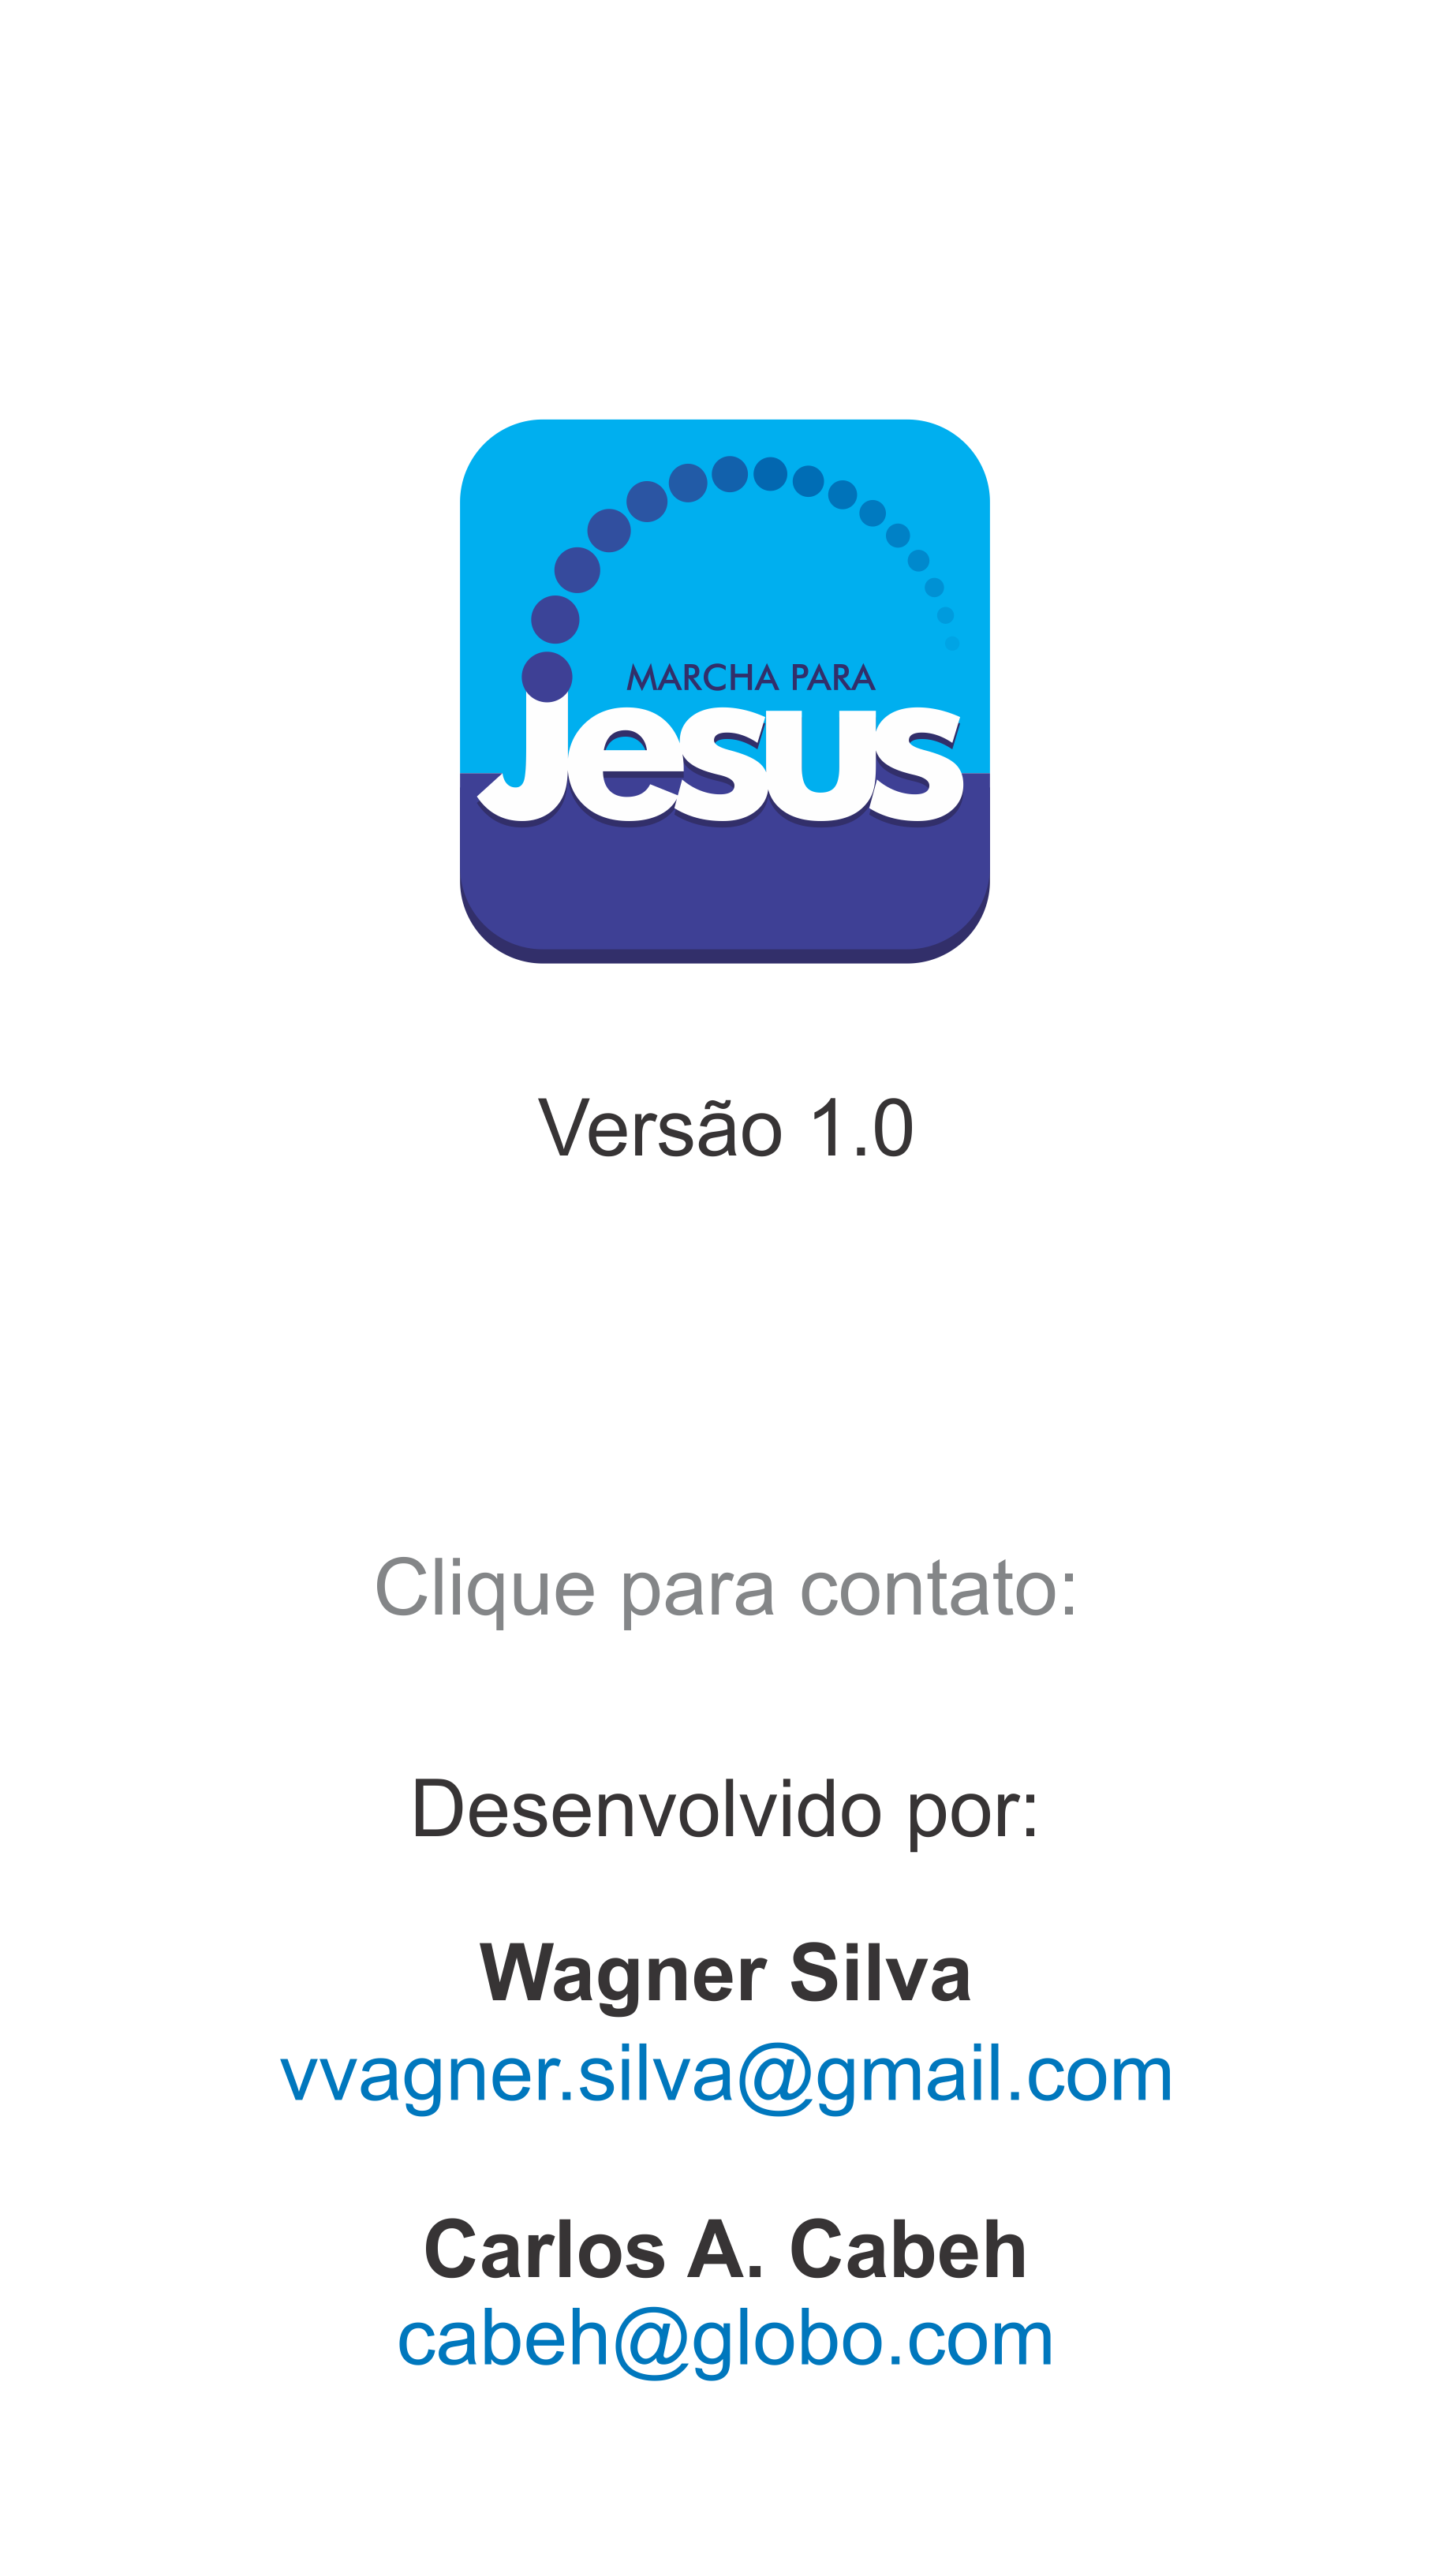 MARCHA PARA
jesus
Versão 1.0
Clique para contato:
Desenvolvido por:
Wagner Silva
vvagner.silva@gmail.com
Carlos A. Cabeh
cabeh@globo.com